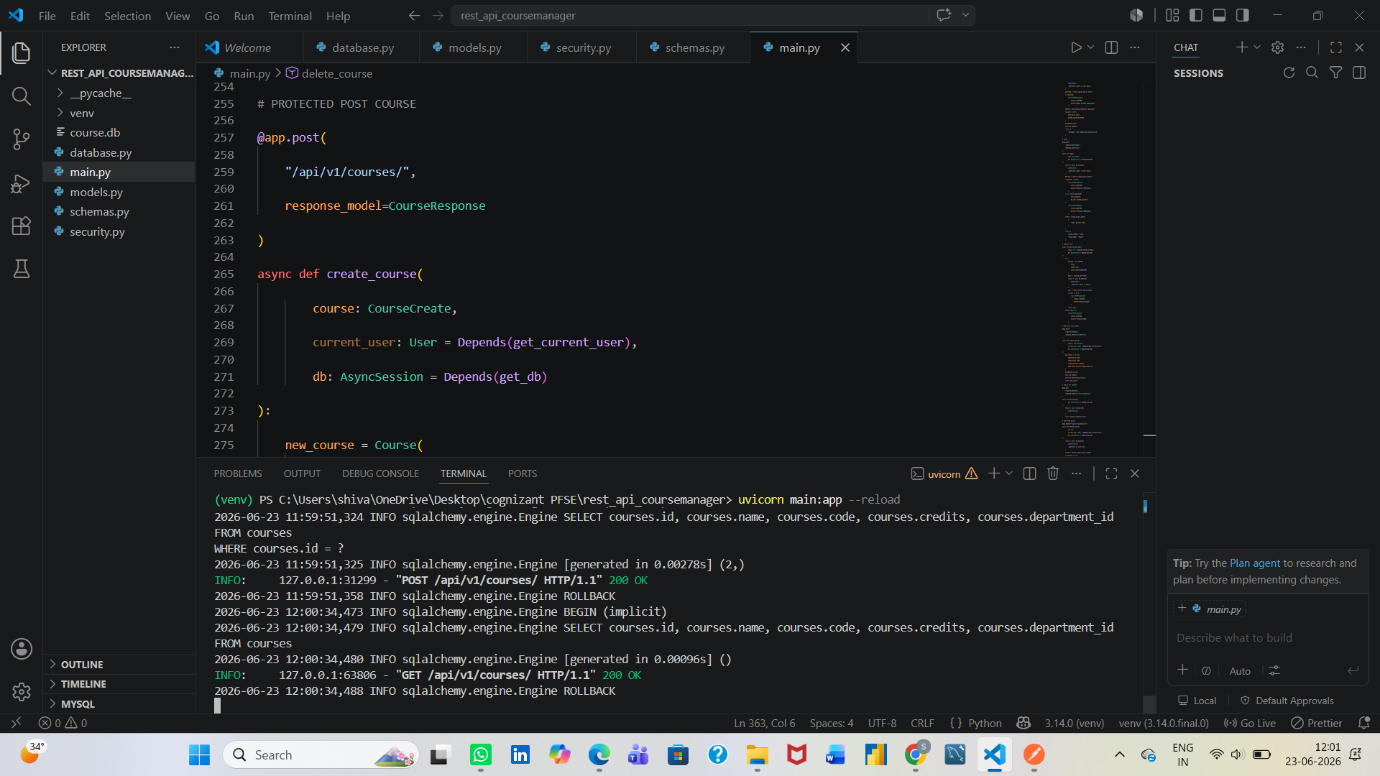 File Edit Selection View Go Run Terminal Help
rest_api_coursemanager
EXPLORER
Welcome database.py models.py security.py schemas.py main.py
CHAT
REST_API_COURSEMANAG...
main.py > delete_course
SESSIONS
__pycache__
venv
course.db
database.py
main.py
models.py
schemas.py
security.py
254
255 # PROTECTED POST COURSE
256
257 @app.post(
258
259 "/api/v1/courses/",
260
261 response_model=CourseResponse
262
263 )
264
265 async def create_course(
266
267 course: CourseCreate,
268
269 current_user: User = Depends(get_current_user),
270
271 db: AsyncSession = Depends(get_db)
272
273 ):
274
275 new_course = Course(
PROBLEMS OUTPUT DEBUG CONSOLE TERMINAL PORTS
uvicorn
(venv) PS C:\Users\shiva\OneDrive\Desktop\cognizant PFSE\rest_api_coursemanager> uvicorn main:app --reload
2026-06-23 11:59:51,324 INFO sqlalchemy.engine.Engine SELECT courses.id, courses.name, courses.code, courses.credits, courses.department_id
FROM courses
WHERE courses.id = ?
2026-06-23 11:59:51,325 INFO sqlalchemy.engine.Engine [generated in 0.00278s] (2,)
INFO: 127.0.0.1:31299 - "POST /api/v1/courses/ HTTP/1.1" 200 OK
2026-06-23 11:59:51,358 INFO sqlalchemy.engine.Engine ROLLBACK
2026-06-23 12:00:34,473 INFO sqlalchemy.engine.Engine BEGIN (implicit)
2026-06-23 12:00:34,479 INFO sqlalchemy.engine.Engine SELECT courses.id, courses.name, courses.code, courses.credits, courses.department_id
FROM courses
2026-06-23 12:00:34,480 INFO sqlalchemy.engine.Engine [generated in 0.00096s] ()
INFO: 127.0.0.1:63806 - "GET /api/v1/courses/ HTTP/1.1" 200 OK
2026-06-23 12:00:34,488 INFO sqlalchemy.engine.Engine ROLLBACK
Tip: Try the Plan agent to research and
plan before implementing changes.
main.py
Describe what to build
Auto
Local Default Approvals
OUTLINE
TIMELINE
MYSQL
0 0
Ln 363, Col 6 Spaces: 4 UTF-8 CRLF { } Python 3.14.0 (venv) venv (3.14.0.final.0) Go Live Prettier
34°
Search
S
ENG
IN
12:01
23-06-2026